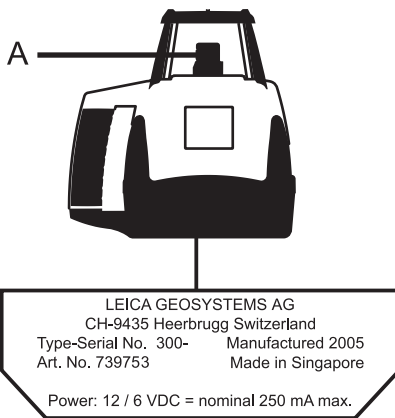 A
LEICA GEOSYSTEMS AG
CH-9435 Heerbrugg Switzerland
Type-Serial No. 300- Manufactured 2005
Art. No. 739753 Made in Singapore
Power: 12 / 6 VDC = nominal 250 mA max.